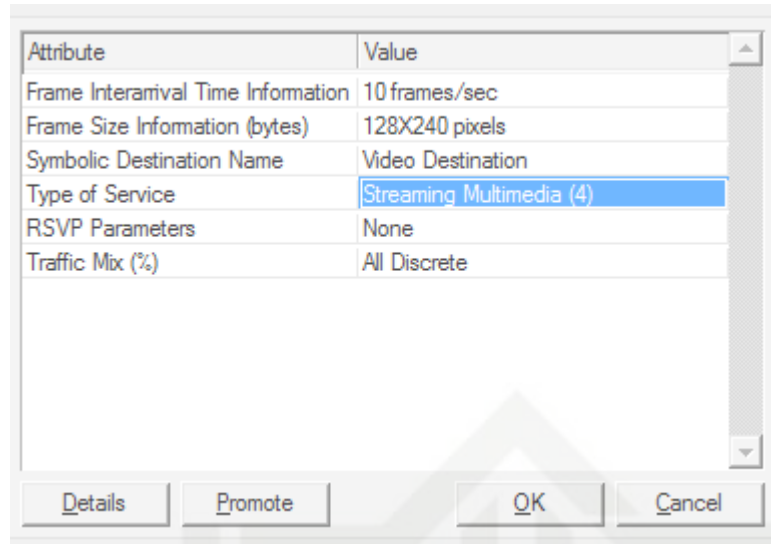 Attribute Value
Frame Interarrival Time Information 10 frames/sec
Frame Size Information (bytes) 128X240 pixels
Symbolic Destination Name Video Destination
Type of Service Streaming Multimedia (4)
RSVP Parameters None
Traffic Mix (%) All Discrete
Details Promote OK Cancel